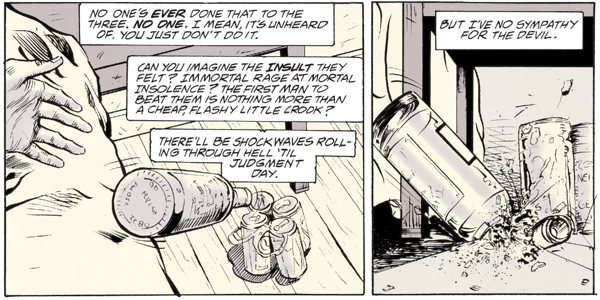 NO ONE'S EVER DONE THAT TO THE
THREE. NO ONE. I MEAN, IT'S UNHEARD
OF. YOU JUST DON'T DO IT.
CAN YOU IMAGINE THE INSULT THEY
FELT? IMMORTAL RAGE AT MORTAL
INSOLENCE? THE FIRST MAN TO
BEAT THEM IS NOTHING MORE THAN
A CHEAP, FLASHY LITTLE CROOK?
THERE'LL BE SHOCKWAVES ROLL-
ING THROUGH HELL 'TIL
JUDGMENT
DAY.
BUT I'VE NO SYMPATHY
FOR THE DEVIL.